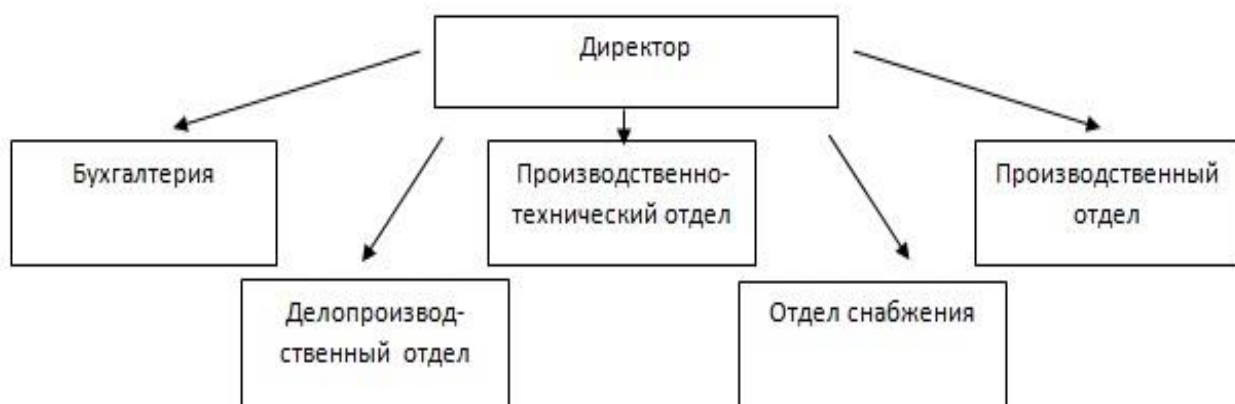 Директор
Бухгалтерия
Производственно-
технический отдел
Производственный
отдел
Делопроизвод-
ственный отдел
Отдел снабжения